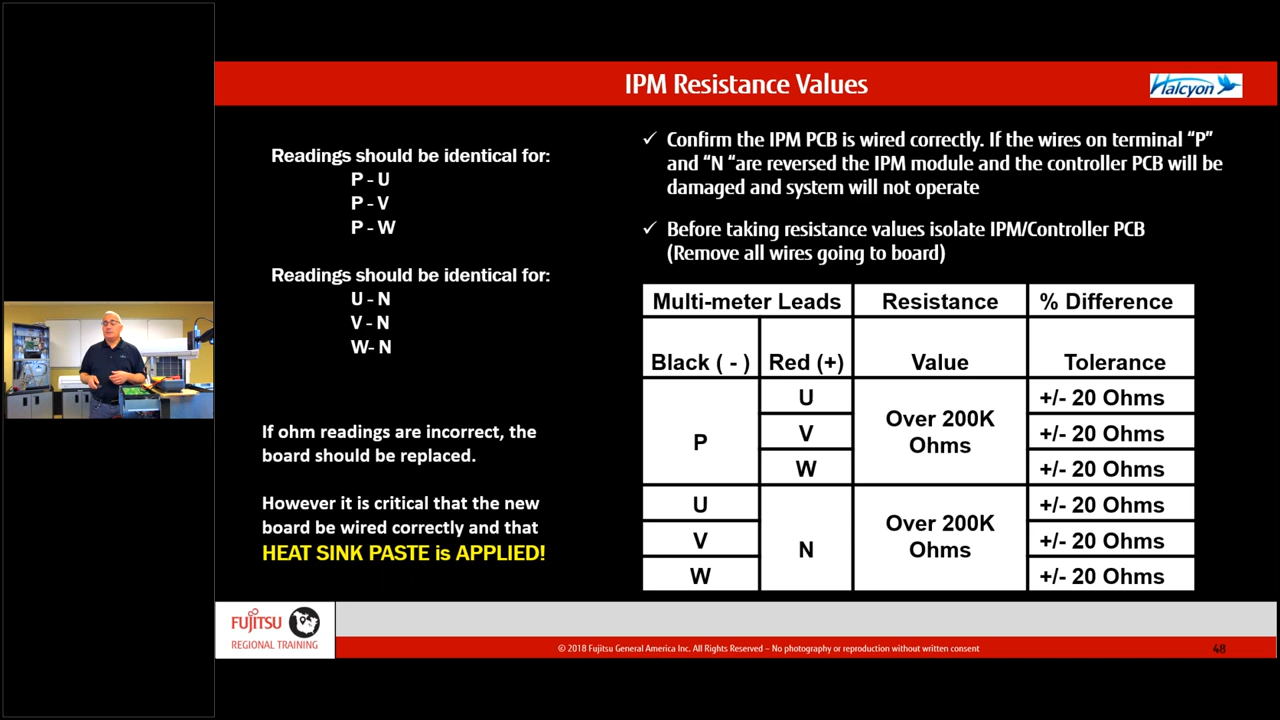 IPM Resistance Values
Halcyon
Readings should be identical for:
P - U
P - V
P - W
Readings should be identical for:
U - N
V - N
W- N
If ohm readings are incorrect, the
board should be replaced.
However it is critical that the new
board be wired correctly and that
HEAT SINK PASTE is APPLIED!
✓ Confirm the IPM PCB is wired correctly. If the wires on terminal “P”
and “N “are reversed the IPM module and the controller PCB will be
damaged and system will not operate
✓ Before taking resistance values isolate IPM/Controller PCB
(Remove all wires going to board)
Multi-meter Leads Resistance % Difference
Black ( - ) Red (+) Value Tolerance
P U Over 200K Ohms +/- 20 Ohms
V +/- 20 Ohms
W +/- 20 Ohms
U N Over 200K Ohms +/- 20 Ohms
V +/- 20 Ohms
W +/- 20 Ohms
FUJITSU
REGIONAL TRAINING
© 2018 Fujitsu General America Inc. All Rights Reserved – No photography or reproduction without written consent
48